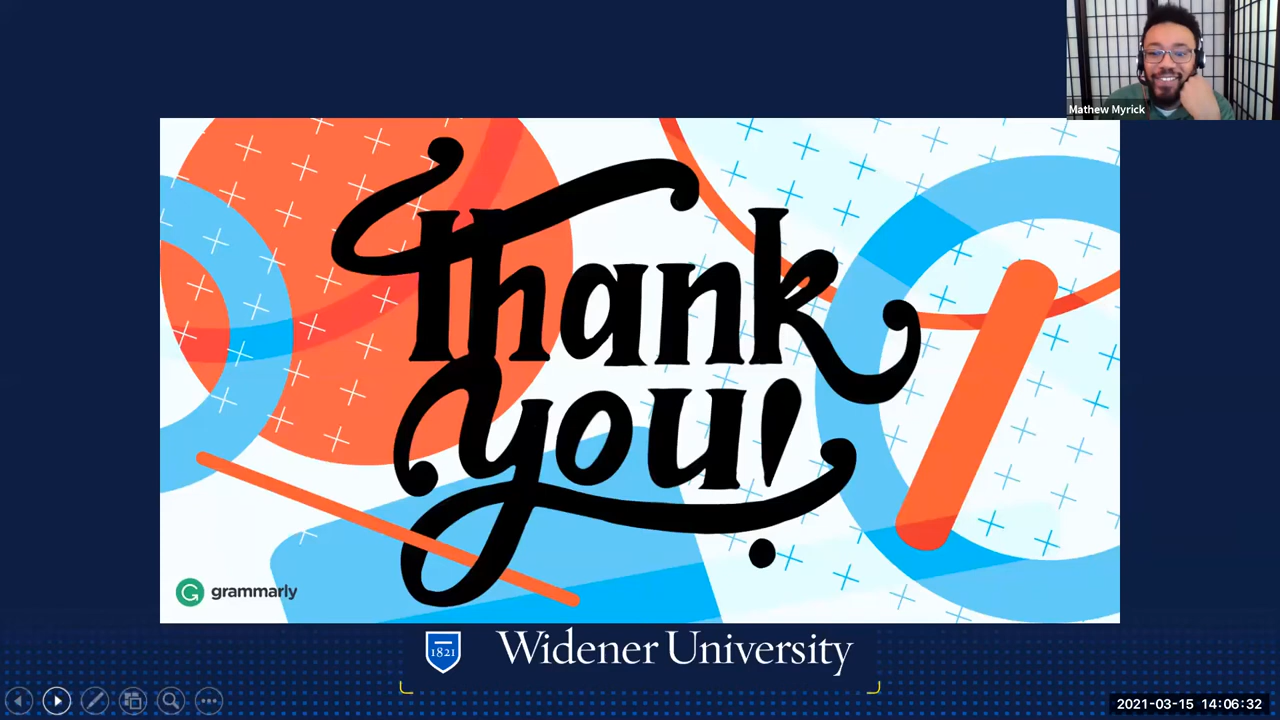 Mathew Myrick
Thank
you!
grammarly
1821
Widener University
2021-03-15 14:06:32